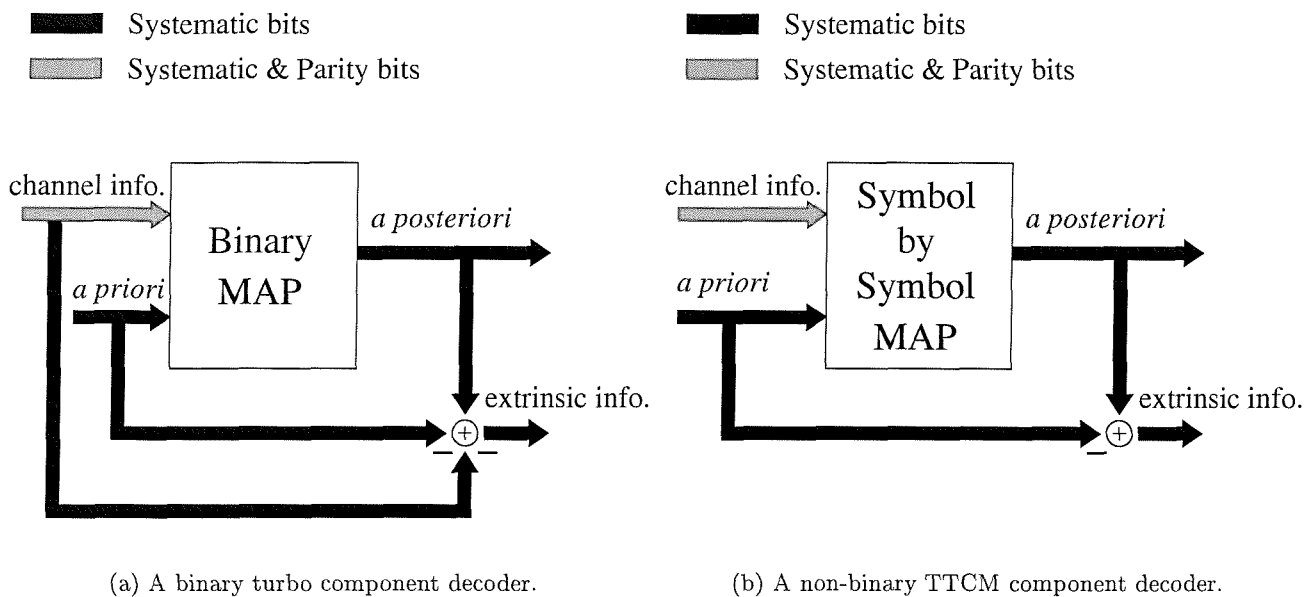 Systematic bits
Systematic & Parity bits
channel info.
a priori
Binary
MAP
a posteriori
extrinsic info.
+
– –
(a) A binary turbo component decoder.
Systematic bits
Systematic & Parity bits
channel info.
a priori
Symbol
by
Symbol
MAP
a posteriori
extrinsic info.
+
–
(b) A non-binary TTCM component decoder.